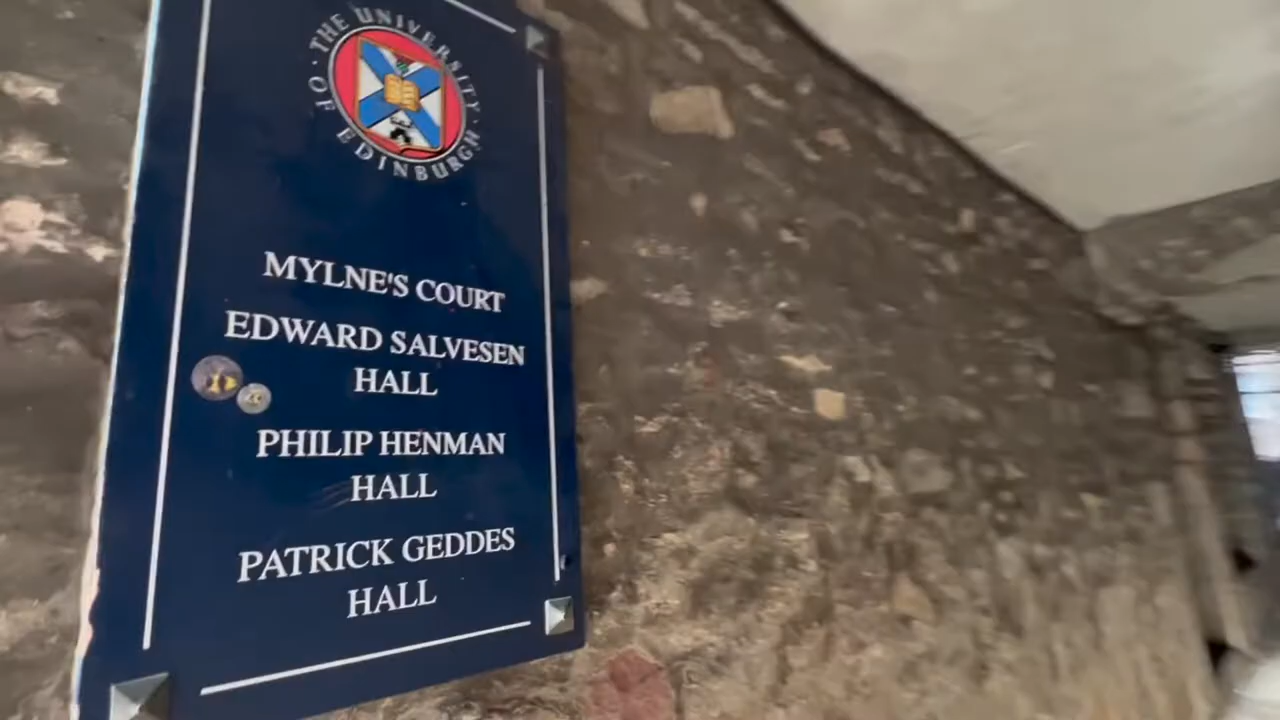 THE UNIVERSITY
OF EDINBURGH
MYLNE'S COURT
EDWARD SALVESEN
HALL
PHILIP HENMAN
HALL
PATRICK GEDDES
HALL